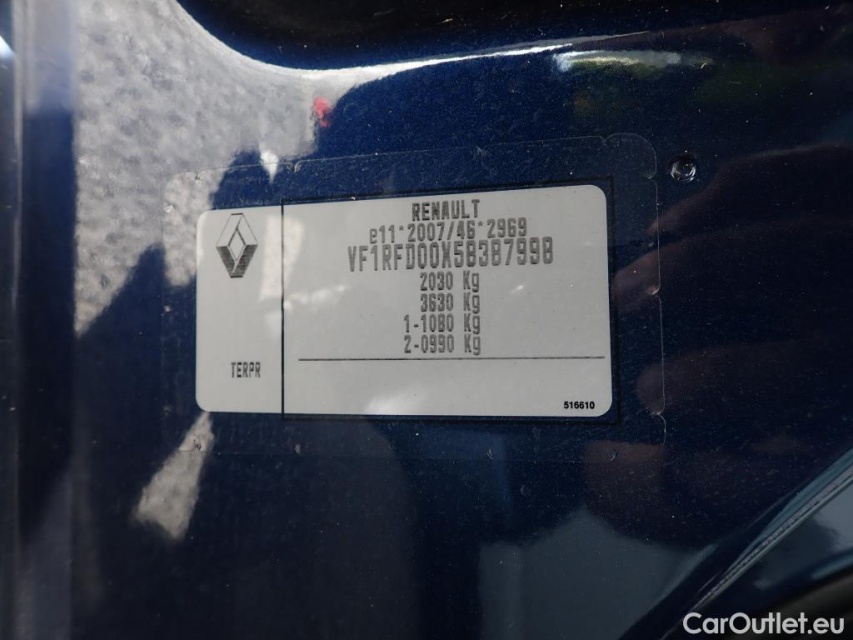 RENAULT
e11*2007/46*2969
VF1RFD00X58387998
2030 Kg
3630 Kg
1-1080 Kg
2-0990 Kg
TERPR
516610
CarOutlet.eu